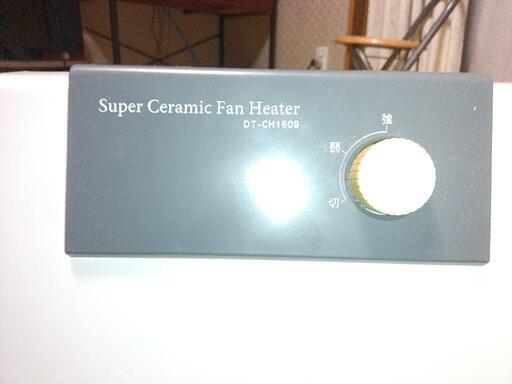 Super Ceramic Fan Heater
DT-CH1609
強
弱
切